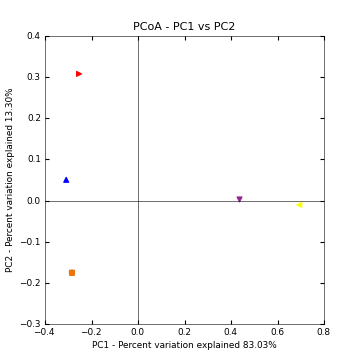 PCoA - PC1 vs PC2
0.4
0.3
0.2
0.1
0.0
−0.1
−0.2
−0.3
PC2 - Percent variation explained 13.30%
−0.4 −0.2 0.0 0.2 0.4 0.6 0.8
PC1 - Percent variation explained 83.03%